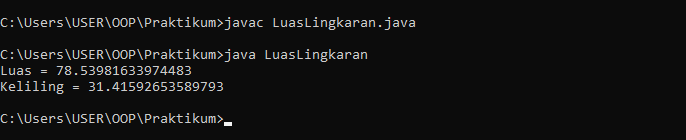 C:\Users\USER\OOP\Praktikum>javac LuasLingkaran.java
C:\Users\USER\OOP\Praktikum>java LuasLingkaran
Luas = 78.53981633974483
Keliling = 31.41592653589793
C:\Users\USER\OOP\Praktikum>_